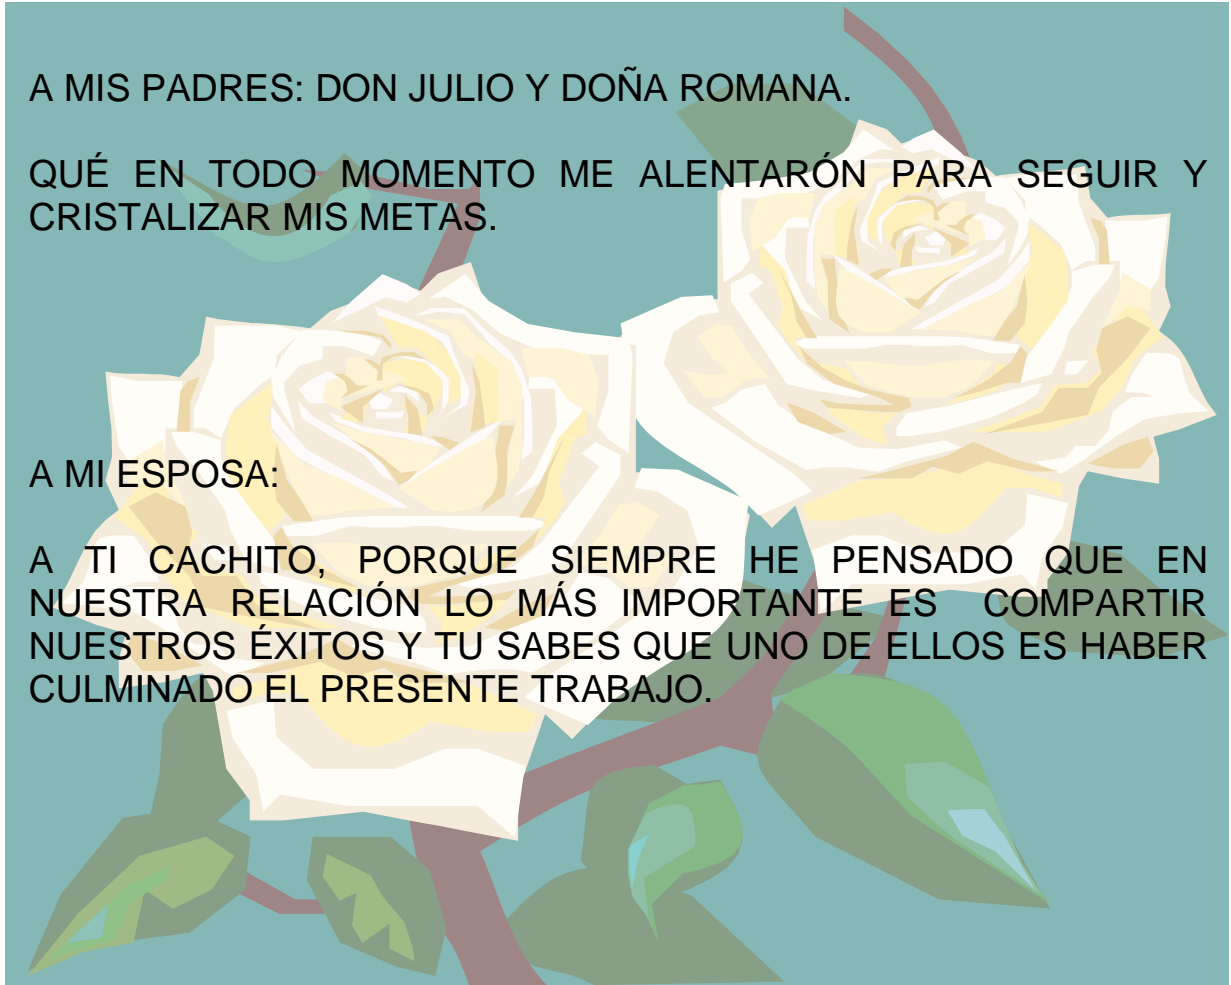 A MIS PADRES: DON JULIO Y DOÑA ROMANA.
QUÉ EN TODO MOMENTO ME ALENTARÓN PARA SEGUIR Y
CRISTALIZAR MIS METAS.
A MI ESPOSA:
A TI CACHITO, PORQUE SIEMPRE HE PENSADO QUE EN
NUESTRA RELACIÓN LO MÁS IMPORTANTE ES COMPARTIR
NUESTROS ÉXITOS Y TU SABES QUE UNO DE ELLOS ES HABER
CULMINADO EL PRESENTE TRABAJO.